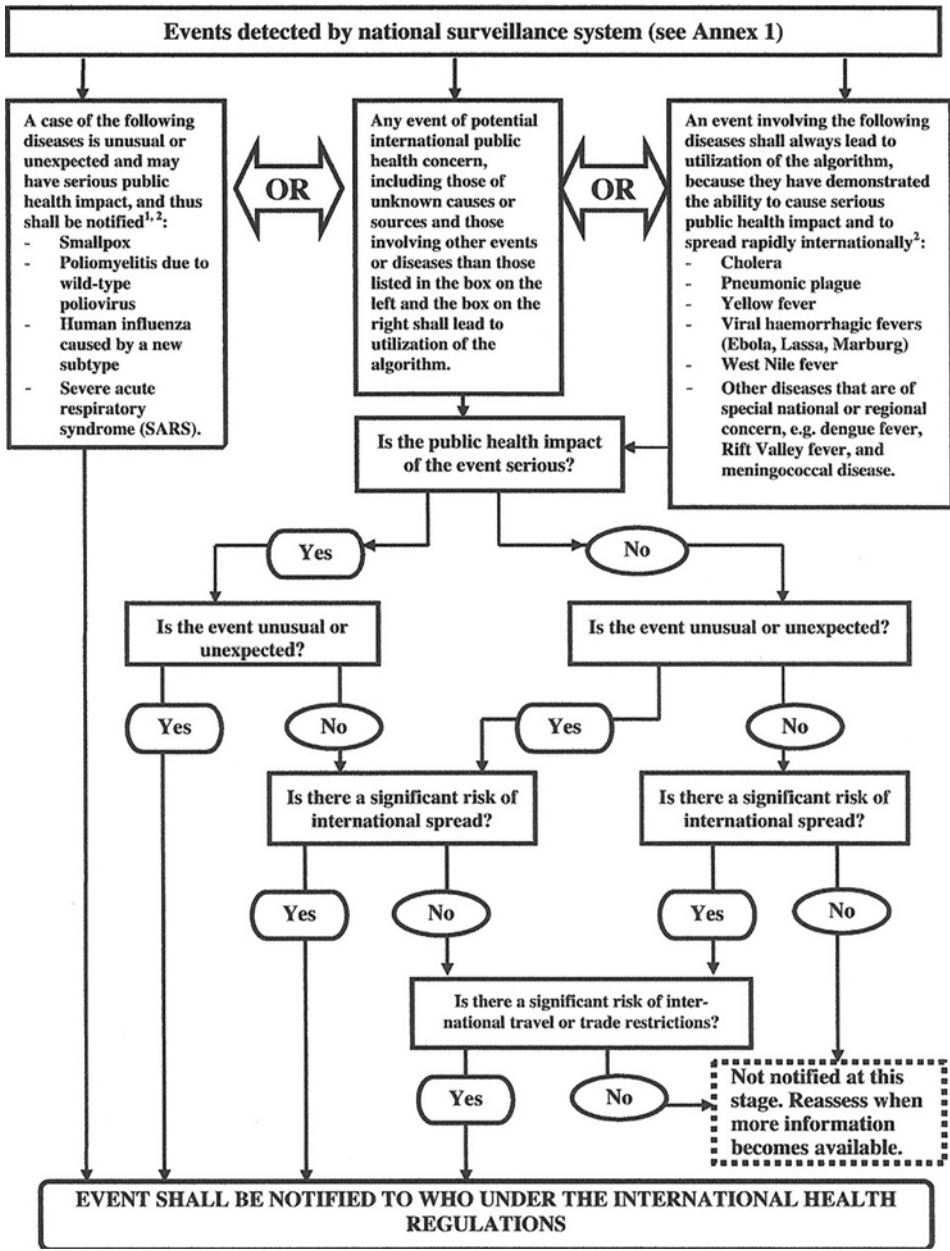 Events detected by national surveillance system (see Annex 1)
A case of the following
diseases is unusual or
unexpected and may
have serious public
health impact, and thus
shall be notified1, 2:
- Smallpox
- Poliomyelitis due to
wild-type
poliovirus
- Human influenza
caused by a new
subtype
- Severe acute
respiratory
syndrome (SARS).
OR
Any event of potential
international public
health concern,
including those of
unknown causes or
sources and those
involving other events
or diseases than those
listed in the box on the
left and the box on the
right shall lead to
utilization of the
algorithm.
OR
An event involving the following
diseases shall always lead to
utilization of the algorithm,
because they have demonstrated
the ability to cause serious
public health impact and to
spread rapidly internationally2:
- Cholera
- Pneumonic plague
- Yellow fever
- Viral haemorrhagic fevers
(Ebola, Lassa, Marburg)
- West Nile fever
- Other diseases that are of
special national or regional
concern, e.g. dengue fever,
Rift Valley fever, and
meningococcal disease.
Is the public health impact
of the event serious?
Yes
No
Is the event unusual or
unexpected?
Is the event unusual or unexpected?
Yes
No
Yes
No
Is there a significant risk of
international spread?
Is there a significant risk of
international spread?
Yes
No
Yes
No
Is there a significant risk of inter-
national travel or trade restrictions?
Yes
No
Not notified at this
stage. Reassess when
more information
becomes available.
EVENT SHALL BE NOTIFIED TO WHO UNDER THE INTERNATIONAL HEALTH
REGULATIONS